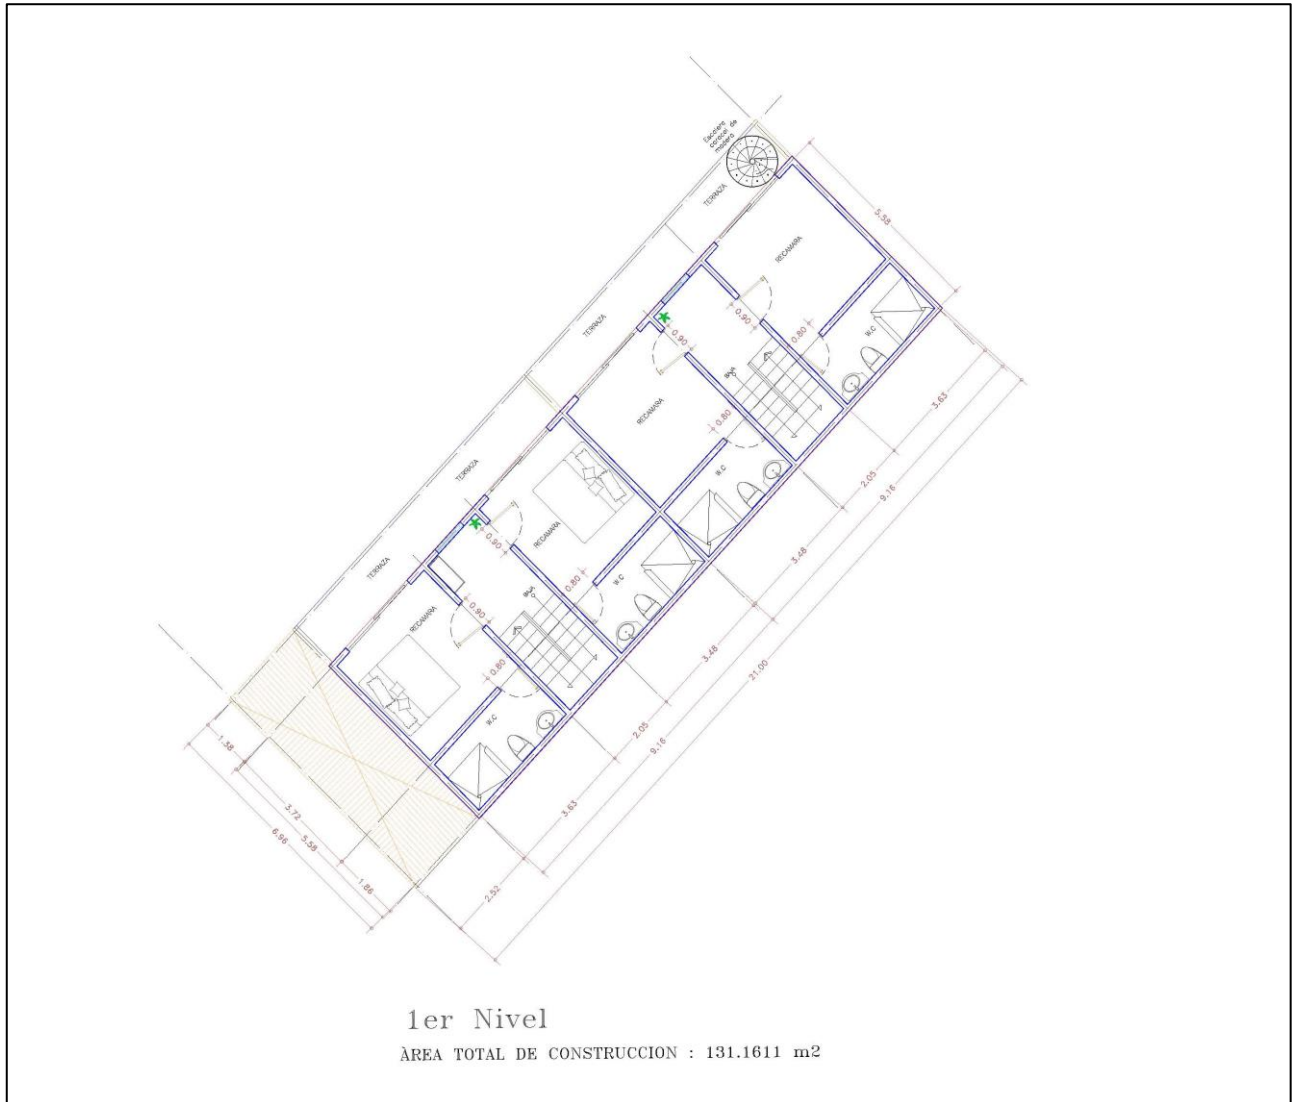 Escalera
caracol de
madera
TERRAZA
5.58
RECAMARA
TERRAZA
0.90
W.C
0.80
0.90
BAJA
RECAMARA
3.63
0.80
W.C
2.05
9.16
TERRAZA
RECAMARA
0.90
3.48
W.C
0.80
TERRAZA
BAJA
0.90
3.48
21.00
RECAMARA
0.80
W.C
2.05
9.16
3.63
2.52
1.38
3.72
5.58
6.96
1.86
1er Nivel
ÀREA TOTAL DE CONSTRUCCION : 131.1611 m2